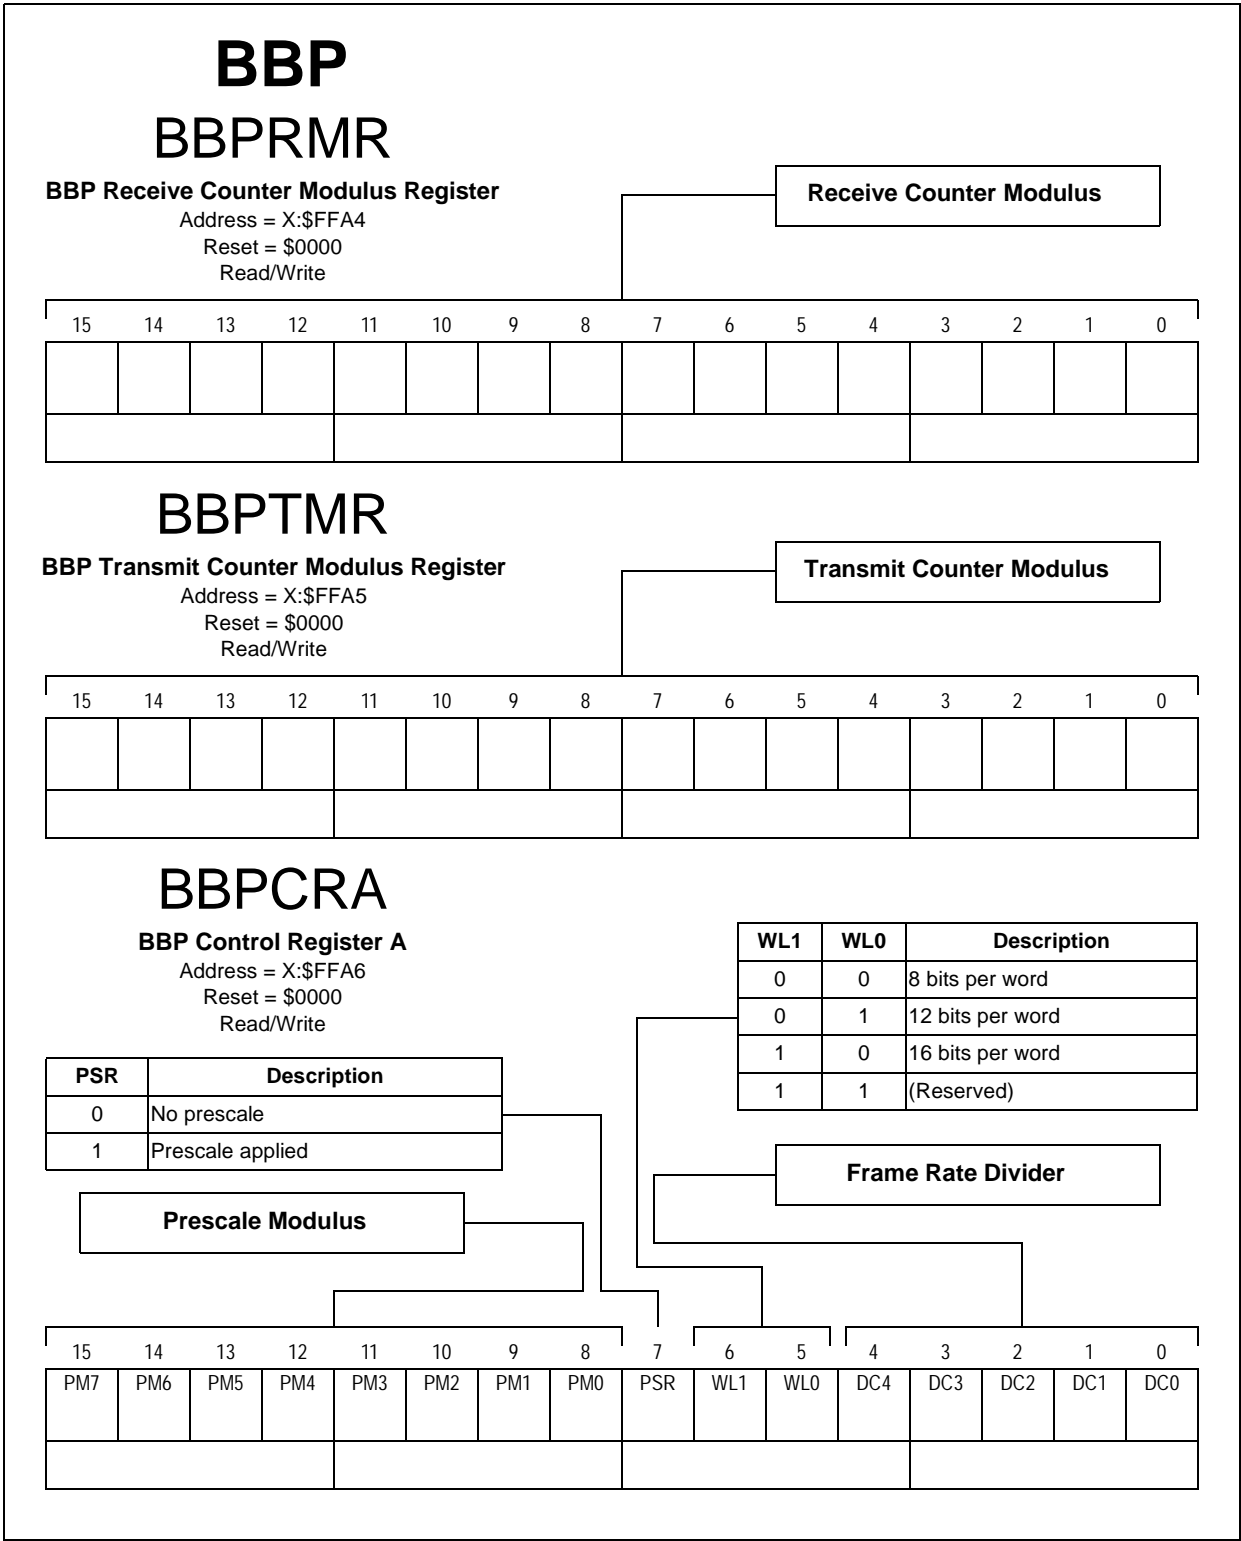 BBP
BBPRMR
BBP Receive Counter Modulus Register
Address = X:$FFA4
Reset = $0000
Read/Write
Receive Counter Modulus
15 14 13 12 11 10 9 8 7 6 5 4 3 2 1 0
BBPTMR
BBP Transmit Counter Modulus Register
Address = X:$FFA5
Reset = $0000
Read/Write
Transmit Counter Modulus
15 14 13 12 11 10 9 8 7 6 5 4 3 2 1 0
BBPCRA
BBP Control Register A
Address = X:$FFA6
Reset = $0000
Read/Write
WL1 WL0 Description
0 0 8 bits per word
0 1 12 bits per word
1 0 16 bits per word
1 1 (Reserved)
PSR Description
0 No prescale
1 Prescale applied
Frame Rate Divider
Prescale Modulus
15 14 13 12 11 10 9 8 7 6 5 4 3 2 1 0
PM7 PM6 PM5 PM4 PM3 PM2 PM1 PM0 PSR WL1 WL0 DC4 DC3 DC2 DC1 DC0